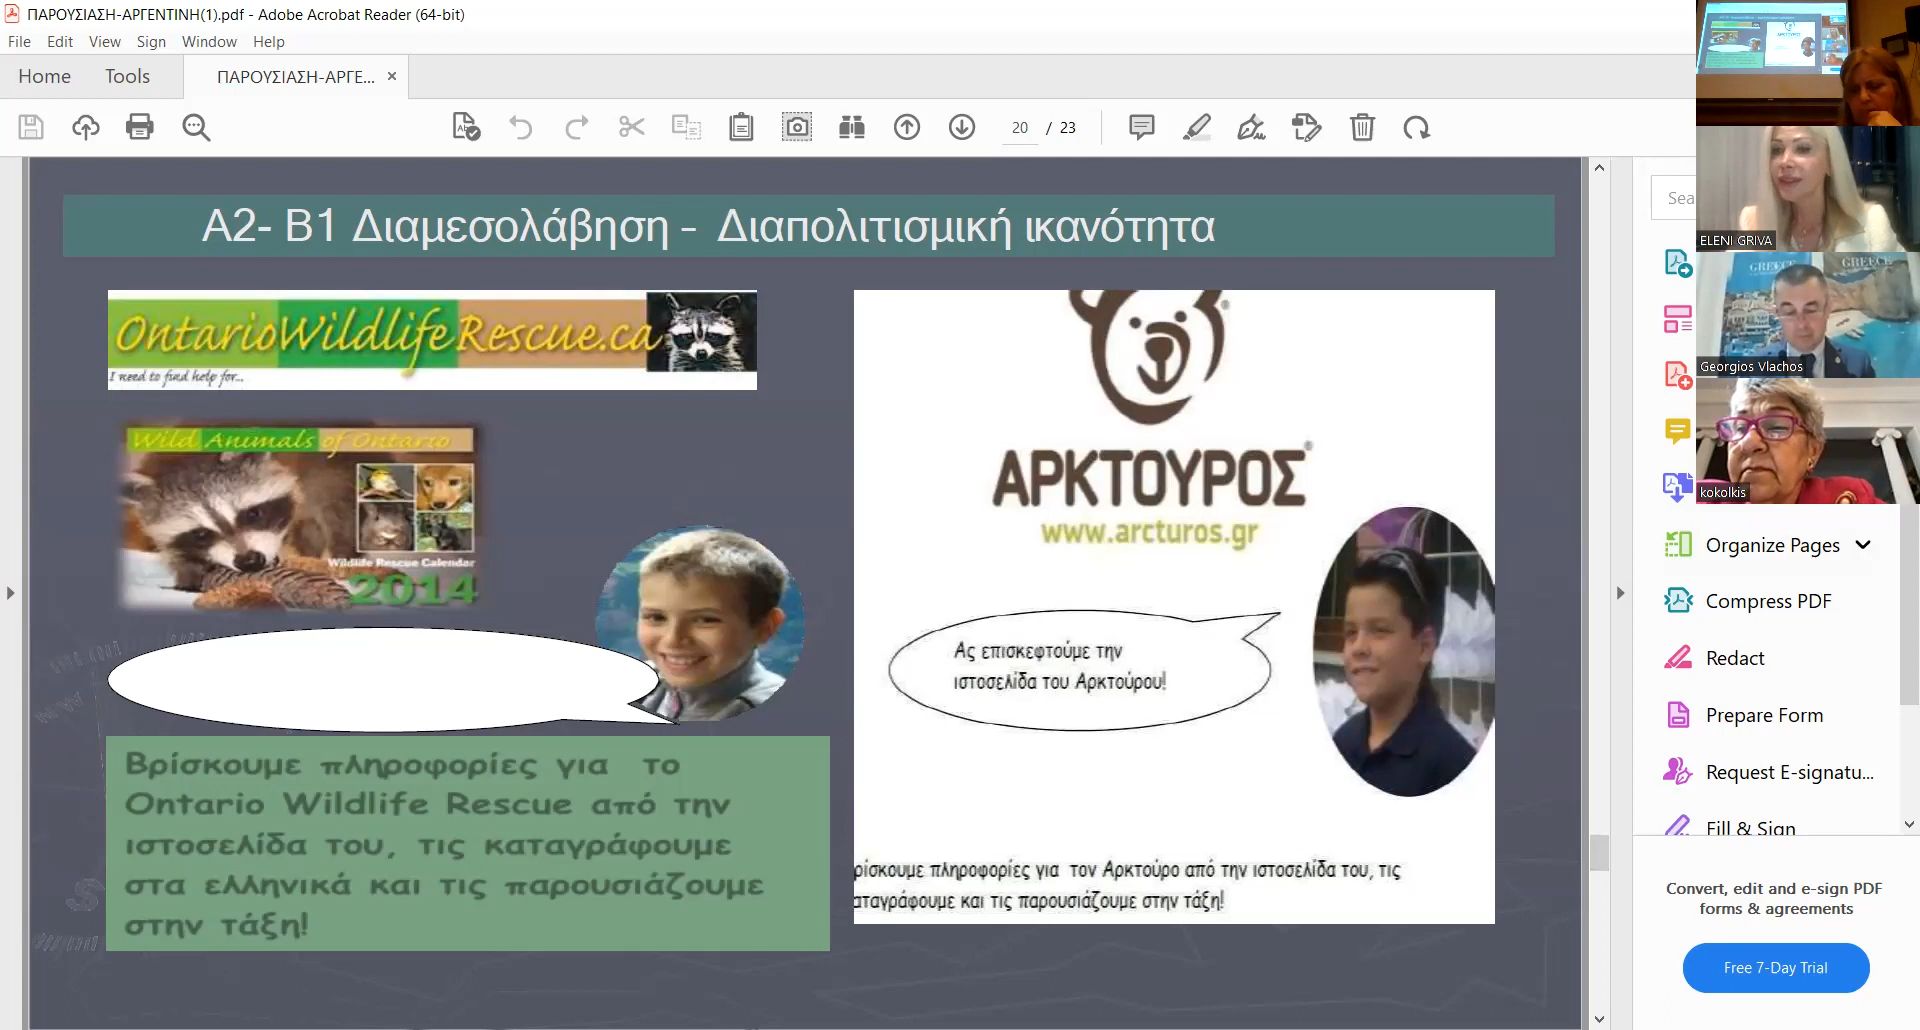 ΠΑΡΟΥΣΙΑΣΗ-ΑΡΓΕΝΤΙΝΗ(1).pdf - Adobe Acrobat Reader (64-bit)
File Edit View Sign Window Help
Home Tools ΠΑΡΟΥΣΙΑΣΗ-ΑΡΓΕ... ×
20 / 23
Α2- Β1 Διαμεσολάβηση - Διαπολιτισμική ικανότητα
OntarioWildlifeRescue.ca
I need to find help for...
Wild Animals of Ontario
Wildlife Rescue Calendar
2014
Βρίσκουμε πληροφορίες για το
Ontario Wildlife Rescue από την
ιστοσελίδα του, τις καταγράφουμε
στα ελληνικά και τις παρουσιάζουμε
στην τάξη!
ΑΡΚΤΟΥΡΟΣ®
www.arcturos.gr
Ας επισκεφτούμε την
ιστοσελίδα του Αρκτούρου!
ρίσκουμε πληροφορίες για τον Αρκτούρο από την ιστοσελίδα του, τις
αταγράφουμε και τις παρουσιάζουμε στην τάξη!
Sea
Organize Pages
Compress PDF
Redact
Prepare Form
Request E-signatu...
Fill & Sign
Convert, edit and e-sign PDF
forms & agreements
Free 7-Day Trial
ELENI GRIVA
GREECE GREECE
Georgios Vlachos
kokolkis